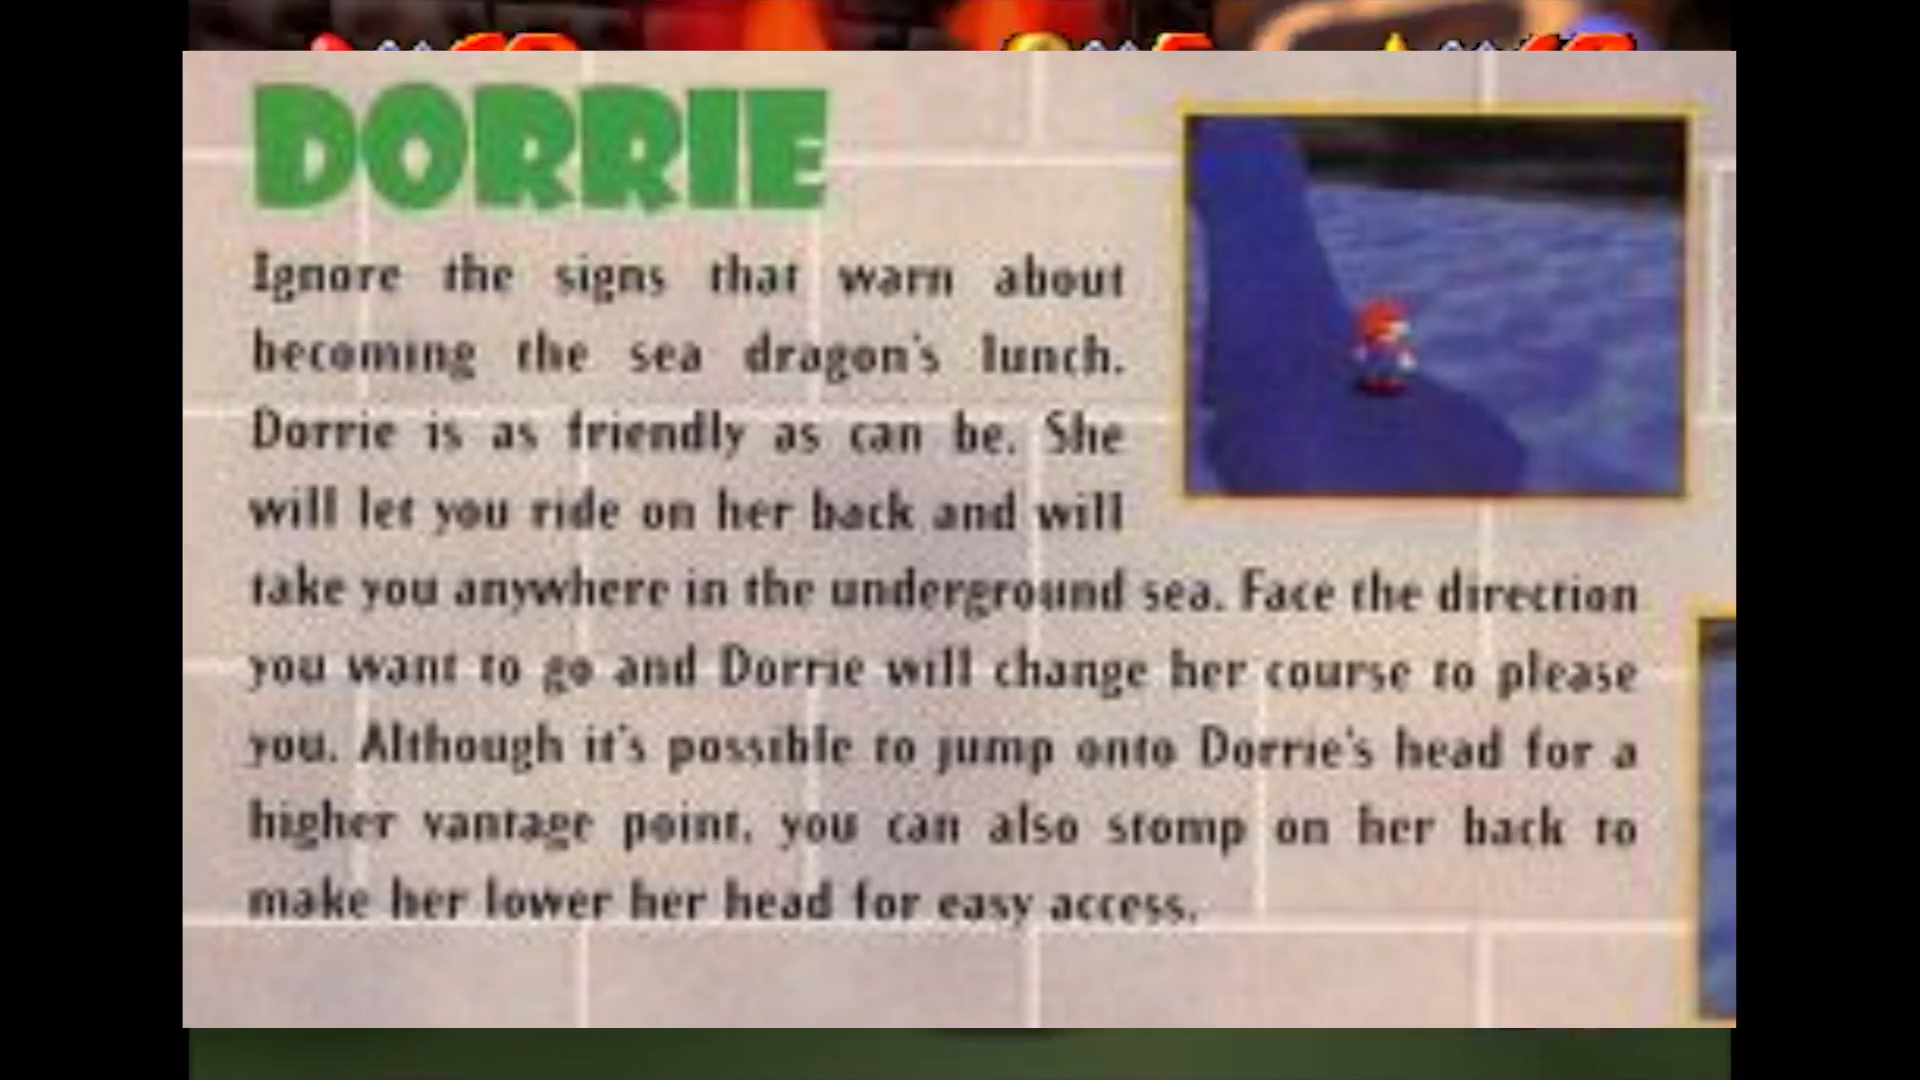 DORRIE
Ignore the signs that warn about
becoming the sea dragon's lunch.
Dorrie is as friendly as can be. She
will let you ride on her back and will
take you anywhere in the underground sea. Face the direction
you want to go and Dorrie will change her course to please
you. Although it's possible to jump onto Dorrie's head for a
higher vantage point, you can also stomp on her back to
make her lower her head for easy access.